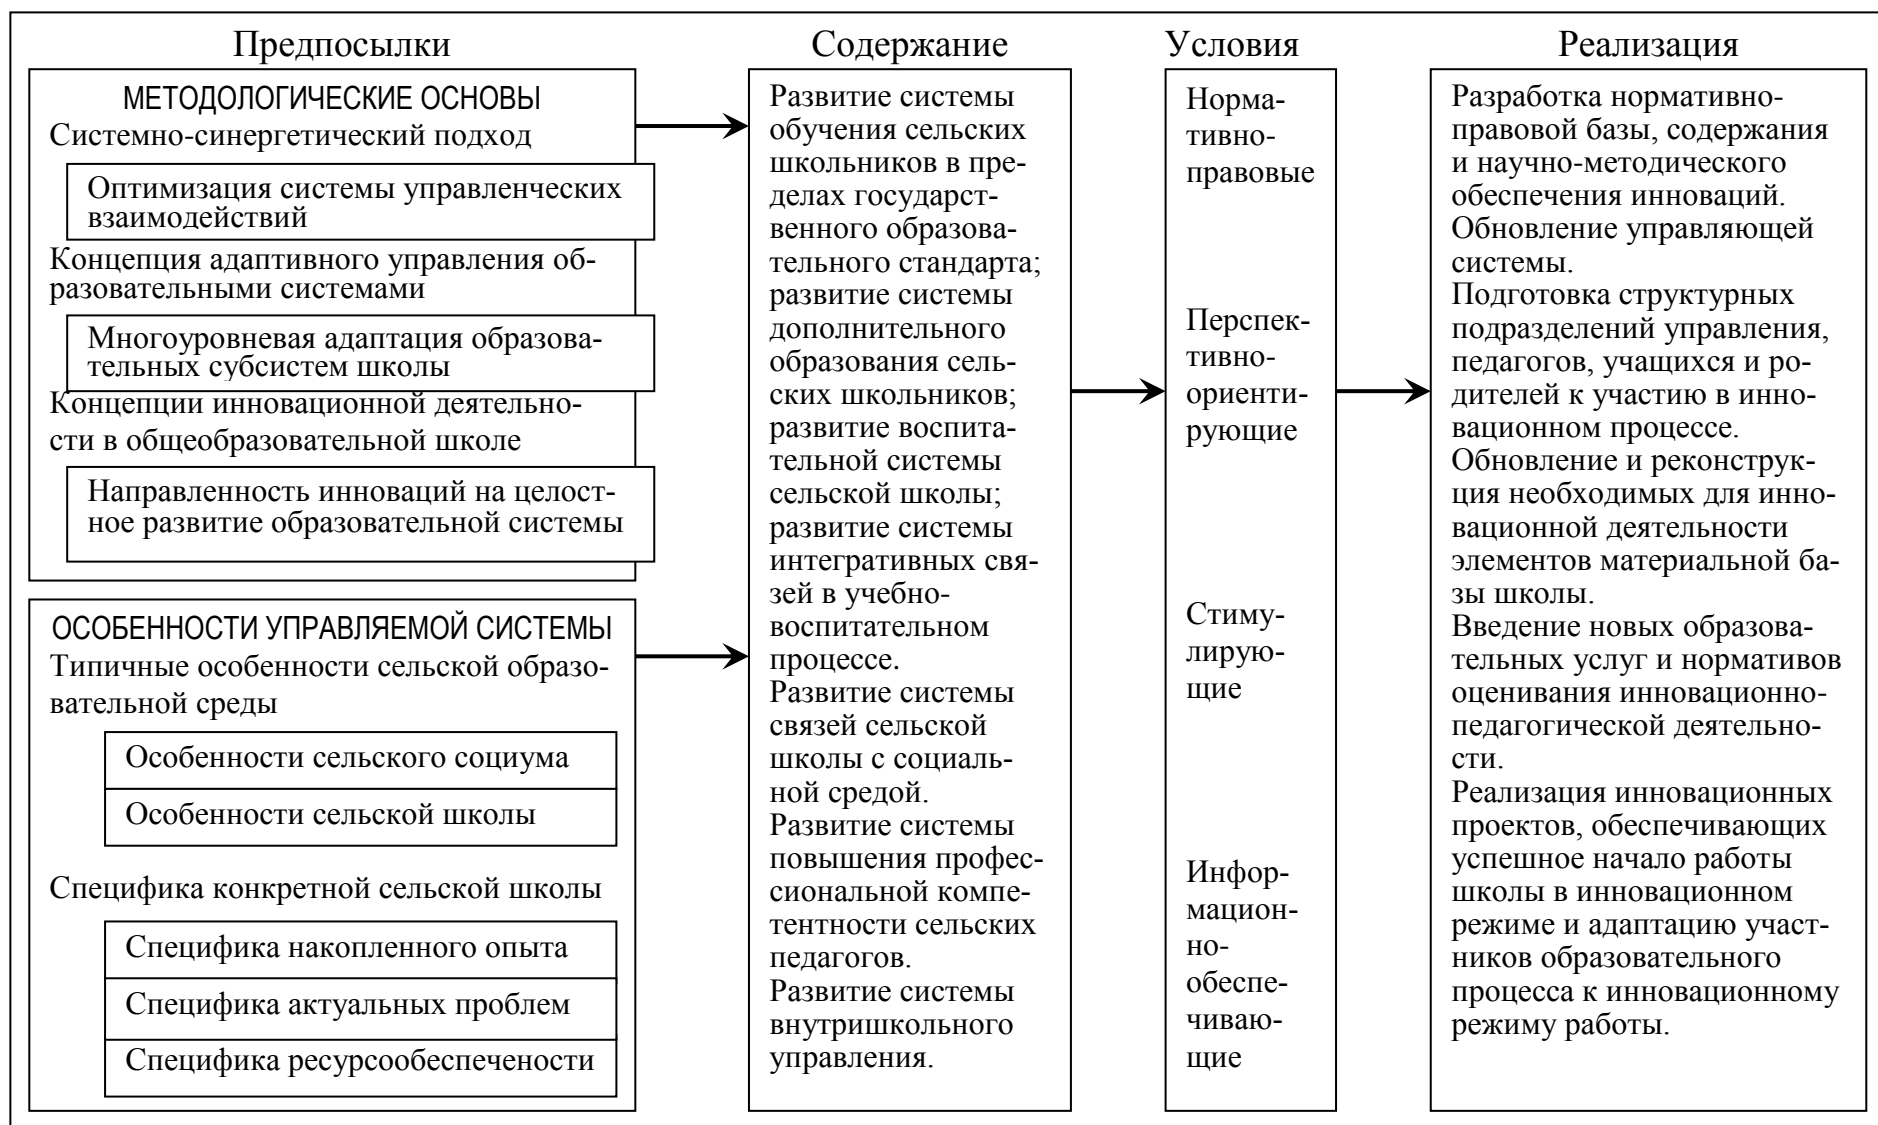 Предпосылки
МЕТОДОЛОГИЧЕСКИЕ ОСНОВЫ
Системно-синергетический подход
Оптимизация системы управленческих
взаимодействий
Концепция адаптивного управления об-
разовательными системами
Многоуровневая адаптация образова-
тельных субсистем школы
Концепции инновационной деятельно-
сти в общеобразовательной школе
Направленность инноваций на целост-
ное развитие образовательной системы
ОСОБЕННОСТИ УПРАВЛЯЕМОЙ СИСТЕМЫ
Типичные особенности сельской образо-
вательной среды
Особенности сельского социума
Особенности сельской школы
Специфика конкретной сельской школы
Специфика накопленного опыта
Специфика актуальных проблем
Специфика ресурсообеспечености
Содержание
Развитие системы
обучения сельских
школьников в пре-
делах государст-
венного образова-
тельного стандарта;
развитие системы
дополнительного
образования сель-
ских школьников;
развитие воспита-
тельной системы
сельской школы;
развитие системы
интегративных свя-
зей в учебно-
воспитательном
процессе.
Развитие системы
связей сельской
школы с социаль-
ной средой.
Развитие системы
повышения профес-
сиональной компе-
тентности сельских
педагогов.
Развитие системы
внутришкольного
управления.
Условия
Норма-
тивно-
правовые
Перспек-
тивно-
ориенти-
рующие
Стиму-
лирую-
щие
Инфор-
мацион-
но-
обеспе-
чиваю-
щие
Реализация
Разработка нормативно-
правовой базы, содержания
и научно-методического
обеспечения инноваций.
Обновление управляющей
системы.
Подготовка структурных
подразделений управления,
педагогов, учащихся и ро-
дителей к участию в инно-
вационном процессе.
Обновление и реконструк-
ция необходимых для инно-
вационной деятельности
элементов материальной ба-
зы школы.
Введение новых образова-
тельных услуг и нормативов
оценивания инновационно-
педагогической деятельно-
сти.
Реализация инновационных
проектов, обеспечивающих
успешное начало работы
школы в инновационном
режиме и адаптацию участ-
ников образовательного
процесса к инновационному
режиму работы.